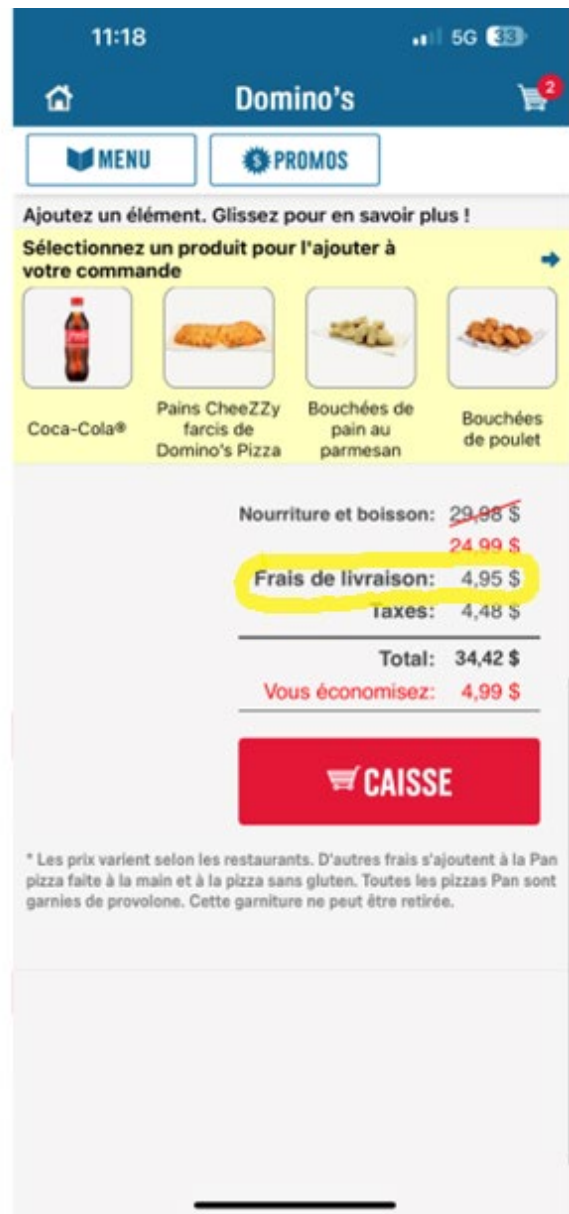 11:18
5G 33
Domino's
2
MENU
PROMOS
Ajoutez un élément. Glissez pour en savoir plus !
Sélectionnez un produit pour l'ajouter à
votre commande
Coca-Cola®
Pains CheeZZy
farcis de
Domino's Pizza
Bouchées de
pain au
parmesan
Bouchées
de poulet
Nourriture et boisson: 29,98 $
24,99 $
Frais de livraison: 4,95 $
Taxes: 4,48 $
Total: 34,42 $
Vous économisez: 4,99 $
CAISSE
* Les prix varient selon les restaurants. D'autres frais s'ajoutent à la Pan
pizza faite à la main et à la pizza sans gluten. Toutes les pizzas Pan sont
garnies de provolone. Cette garniture ne peut être retirée.